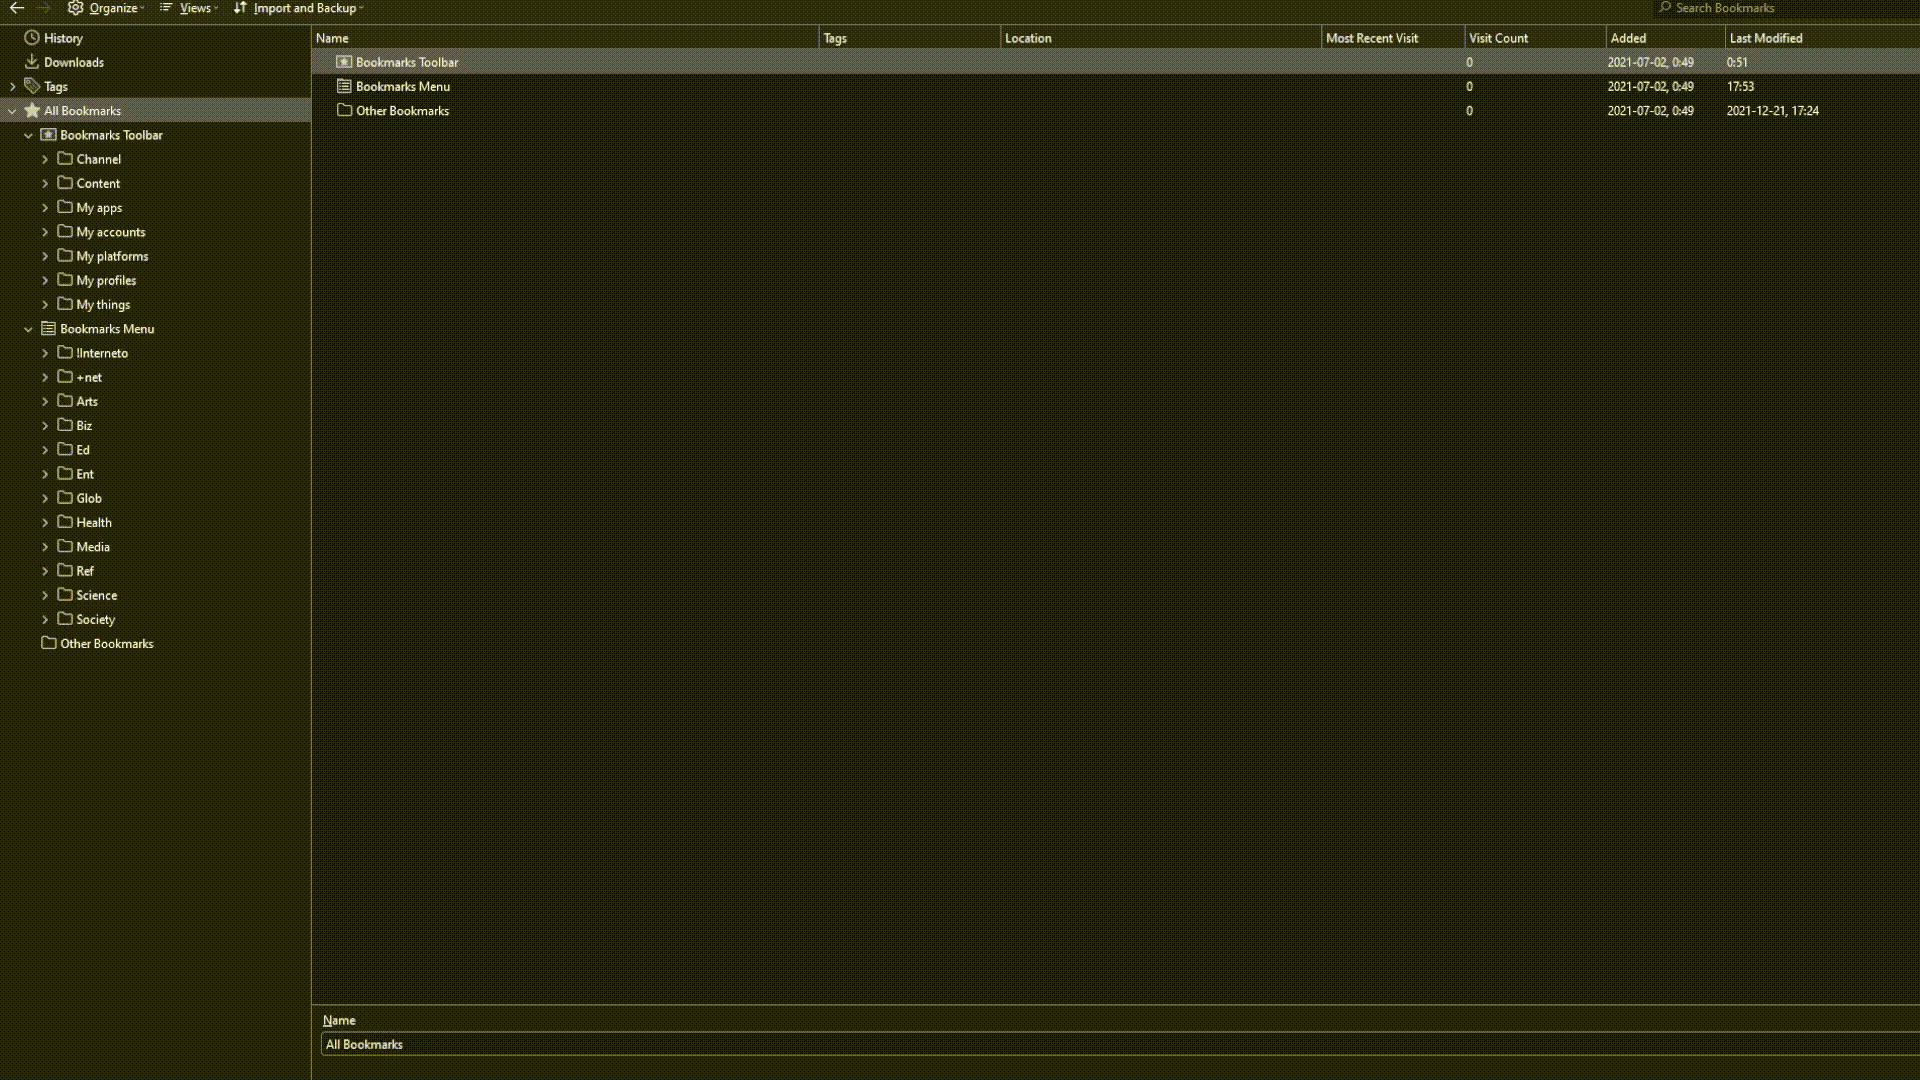 Organize Views Import and Backup Search Bookmarks
History
Downloads
Tags
All Bookmarks
Bookmarks Toolbar
Channel
Content
My apps
My accounts
My platforms
My profiles
My things
Bookmarks Menu
!Interneto
+net
Arts
Biz
Ed
Ent
Glob
Health
Media
Ref
Science
Society
Other Bookmarks
Name Tags Location Most Recent Visit Visit Count Added Last Modified
Bookmarks Toolbar 0 2021-07-02, 0:49 0:51
Bookmarks Menu 0 2021-07-02, 0:49 17:53
Other Bookmarks 0 2021-07-02, 0:49 2021-12-21, 17:24
Name
All Bookmarks